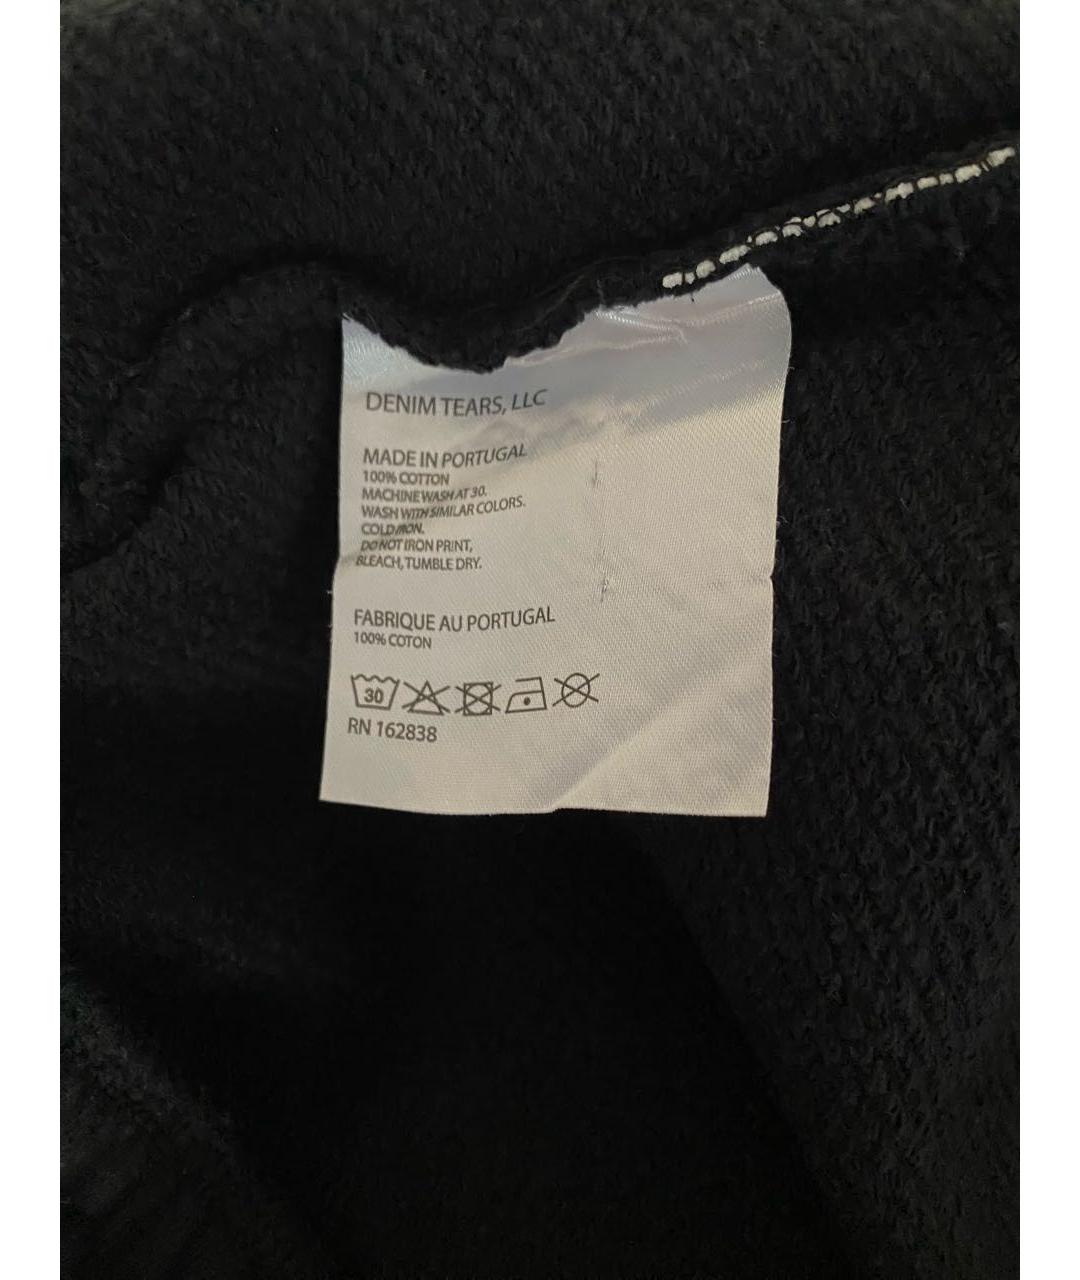 DENIM TEARS, LLC
MADE IN PORTUGAL
100% COTTON
MACHINE WASH AT 30.
WASH WITH SIMILAR COLORS.
COLD IRON.
DO NOT IRON PRINT,
BLEACH, TUMBLE DRY.
FABRIQUE AU PORTUGAL
100% COTON
30
RN 162838